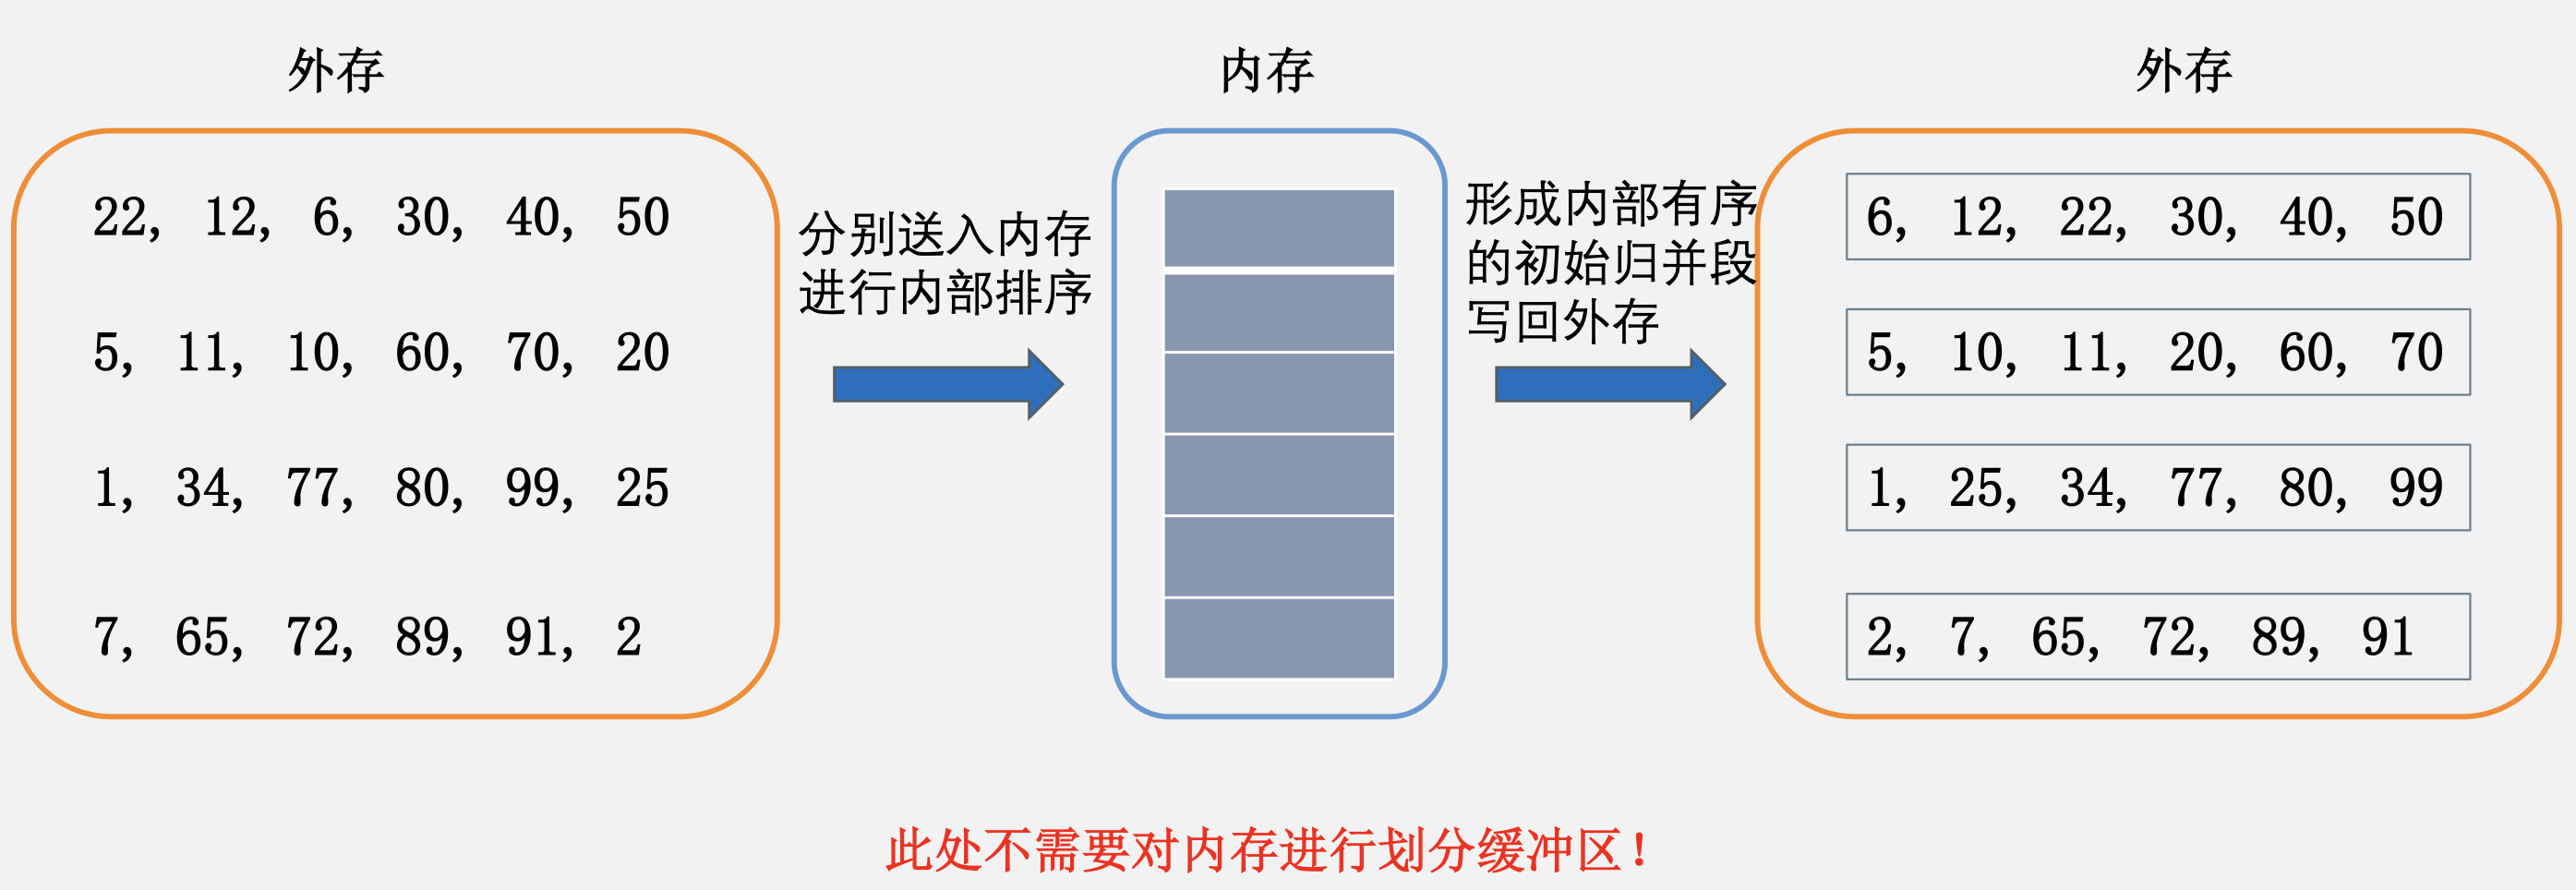 外存
内存
外存
22, 12, 6, 30, 40, 50
5, 11, 10, 60, 70, 20
1, 34, 77, 80, 99, 25
7, 65, 72, 89, 91, 2
分别送入内存
进行内部排序
形成内部有序
的初始归并段
写回外存
6, 12, 22, 30, 40, 50
5, 10, 11, 20, 60, 70
1, 25, 34, 77, 80, 99
2, 7, 65, 72, 89, 91
此处不需要对内存进行划分缓冲区！